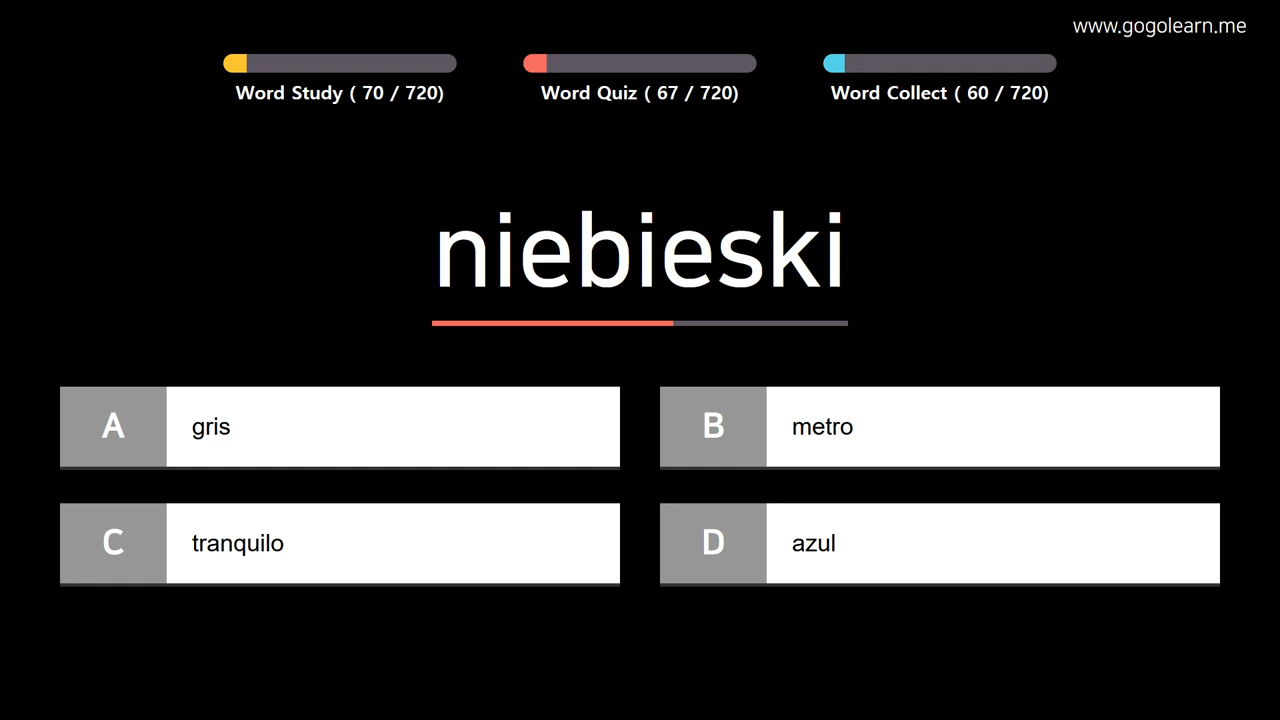 www.gogolearn.me
Word Study ( 70 / 720)
Word Quiz ( 67 / 720)
Word Collect ( 60 / 720)
niebieski
A gris
B metro
C tranquilo
D azul